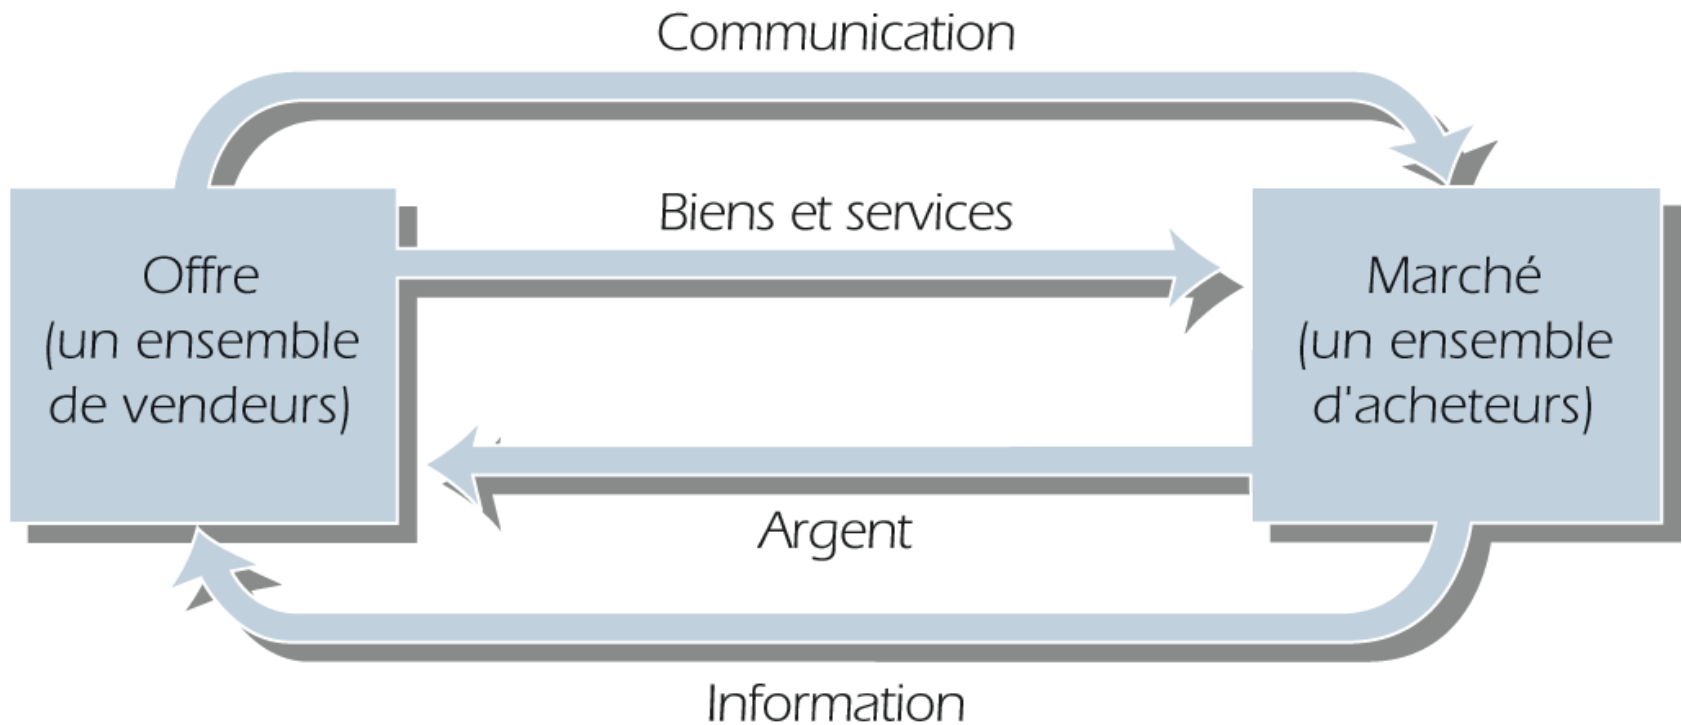 Communication
Biens et services
Offre
(un ensemble
de vendeurs)
Marché
(un ensemble
d'acheteurs)
Argent
Information